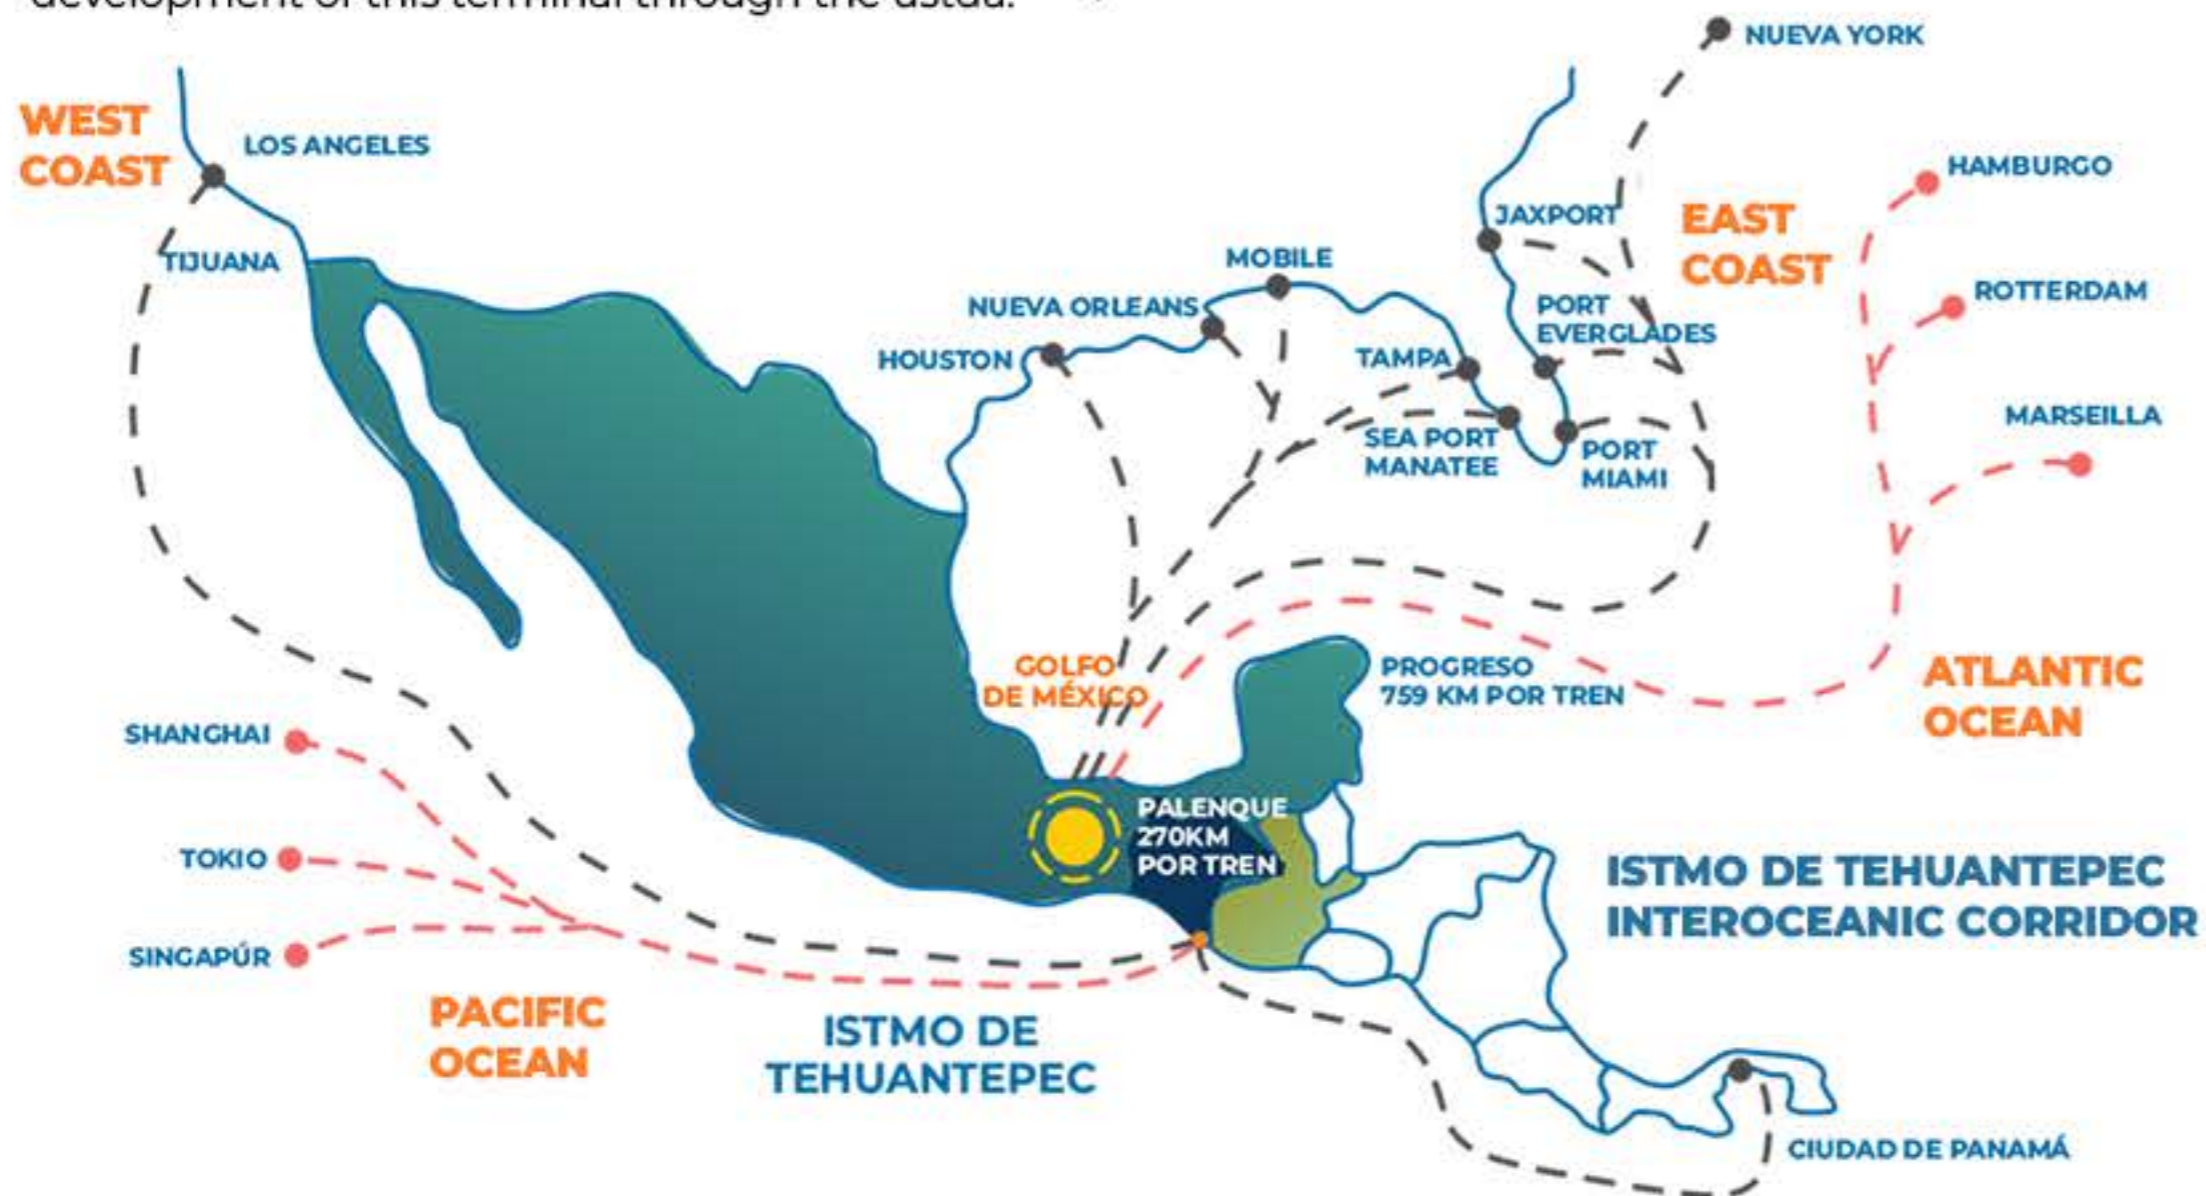 development of this terminal through the dstda.
NUEVA YORK
WEST
COAST
LOS ANGELES
TIJUANA
HAMBURGO
JAXPORT
EAST
COAST
MOBILE
NUEVA ORLEANS
HOUSTON
PORT
EVERGLADES
ROTTERDAM
TAMPA
MARSEILLA
SEA PORT
MANATEE
PORT
MIAMI
GOLFO
DE MÉXICO
PROGRESO
759 KM POR TREN
ATLANTIC
OCEAN
SHANGHAI
TOKIO
SINGAPÚR
PALENQUE
270KM
POR TREN
ISTMO DE TEHUANTEPEC
INTEROCEANIC CORRIDOR
PACIFIC
OCEAN
ISTMO DE
TEHUANTEPEC
CIUDAD DE PANAMÁ